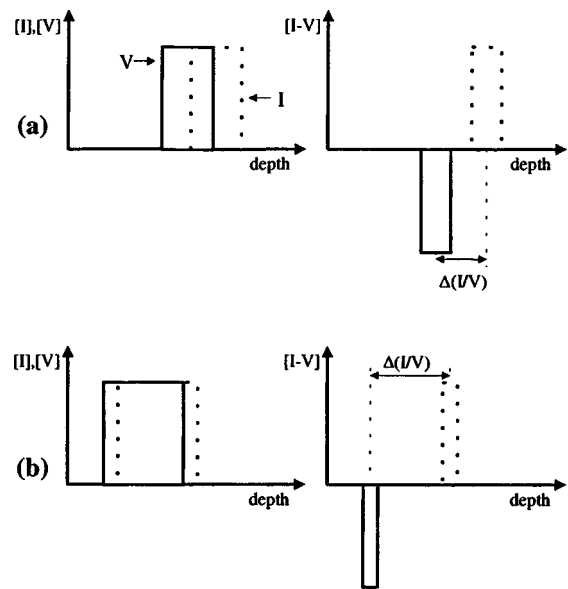 [I],[V]
V
I
(a)
depth
[I-V]
depth
Δ(I/V)
[I],[V]
(b)
depth
[I-V]
Δ(I/V)
depth